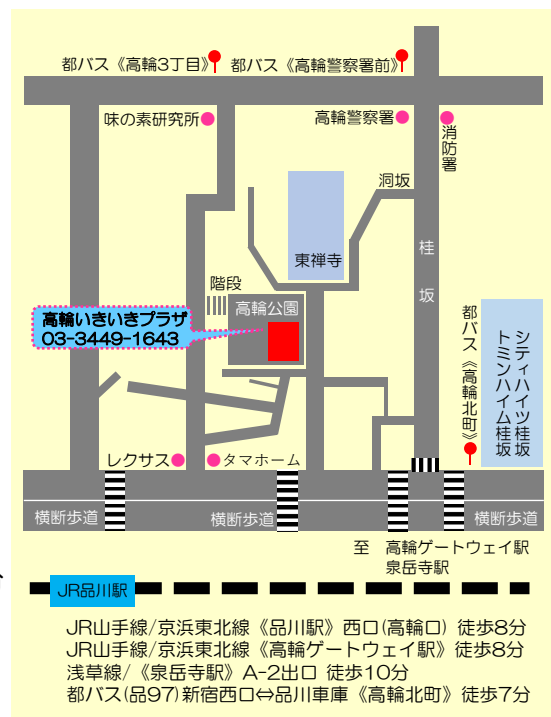 都バス《高輪3丁目》
都バス《高輪警察署前》
味の素研究所
高輪警察署
消防署
洞坂
東禅寺
桂坂
階段
高輪公園
高輪いきいきプラザ
03-3449-1643
都バス《高輪北町》
シティハイツ桂坂
トミンハイム桂坂
レクサス
タマホーム
横断歩道
横断歩道
横断歩道
至 高輪ゲートウェイ駅
泉岳寺駅
JR品川駅
JR山手線/京浜東北線《品川駅》西口(高輪口) 徒歩8分
JR山手線/京浜東北線《高輪ゲートウェイ駅》徒歩8分
浅草線/《泉岳寺駅》A-2出口 徒歩10分
都バス(品97)新宿西口⇔品川車庫《高輪北町》徒歩7分